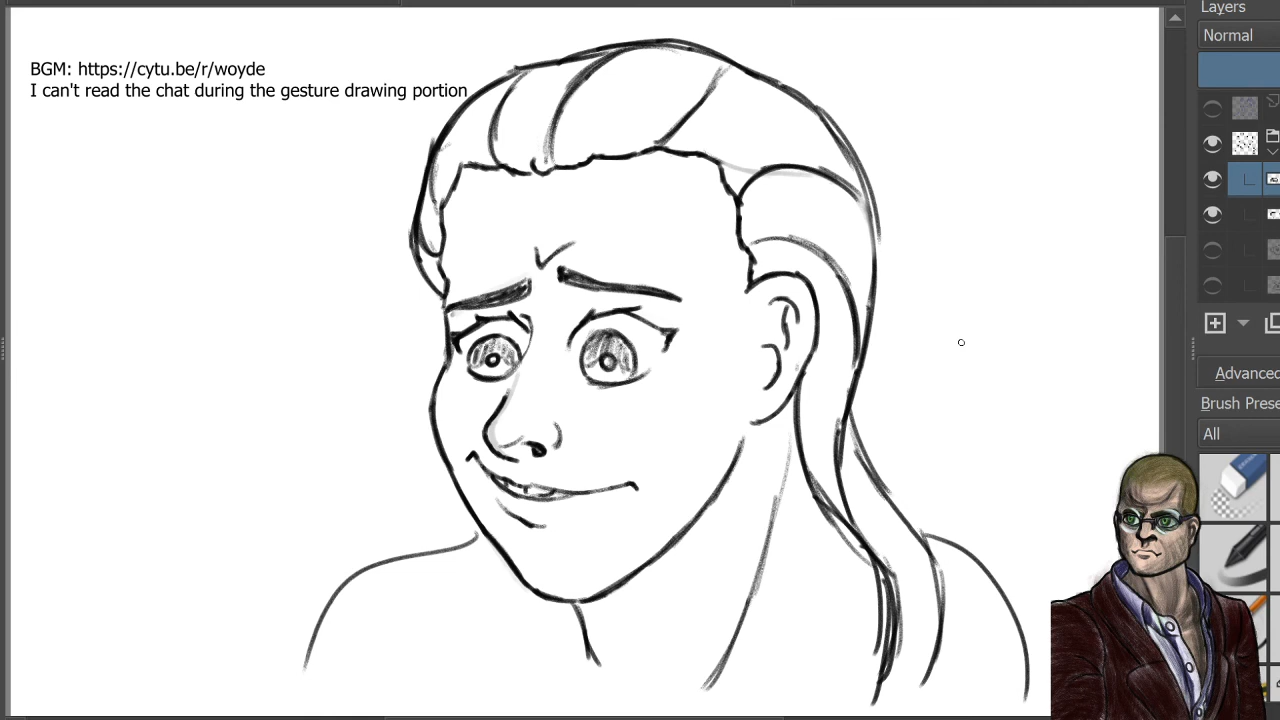 BGM: https://cytu.be/r/woyde
I can't read the chat during the gesture drawing portion
Layers
Normal
Advanced
Brush Prese
All